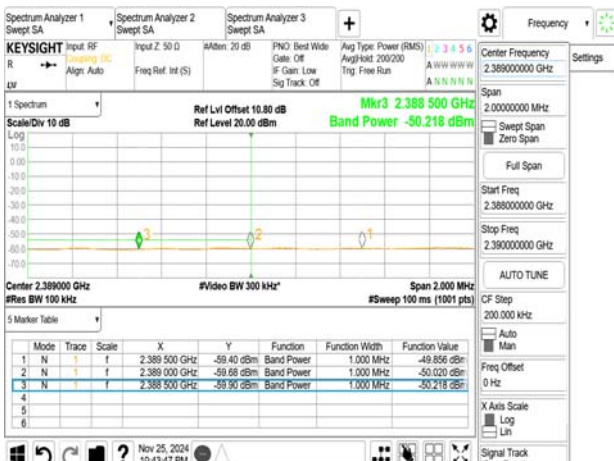 Spectrum Analyzer 1
Swept SA
Spectrum Analyzer 2
Swept SA
Spectrum Analyzer 3
Swept SA
+
Frequency
KEYSIGHT
R
Input: RF
Coupling: DC
Align: Auto
Input Z: 50 Ω
Freq Ref: Int (S)
#Atten: 20 dB
PNO: Best Wide
Gate: Off
IF Gain: Low
Sig Track: Off
Avg Type: Power (RMS)
Avg|Hold: 200/200
Trig: Free Run
1 2 3 4 5 6
A W W W W W
A N N N N N
1 Spectrum
Scale/Div 10 dB
Ref Lvl Offset 10.80 dB
Ref Level 20.00 dBm
Mkr3 2.388 500 GHz
Band Power -50.218 dBm
Log
10.0
0.00
-10.0
-20.0
-30.0
-40.0
-50.0
-60.0
-70.0
3
2
1
Center 2.389000 GHz
#Res BW 100 kHz
#Video BW 300 kHz*
Span 2.000 MHz
#Sweep 100 ms (1001 pts)
5 Marker Table
Mode Trace Scale X Y Function Function Width Function Value
1 N 1 f 2.389 500 GHz -59.40 dBm Band Power 1.000 MHz -49.856 dBm
2 N 1 f 2.389 000 GHz -59.68 dBm Band Power 1.000 MHz -50.020 dBm
3 N 1 f 2.388 500 GHz -59.90 dBm Band Power 1.000 MHz -50.218 dBm
4
5
6
?
Nov 25, 2024
10:43:47 PM
Center Frequency
2.389000000 GHz
Settings
Span
2.00000000 MHz
Swept Span
Zero Span
Full Span
Start Freq
2.388000000 GHz
Stop Freq
2.390000000 GHz
AUTO TUNE
CF Step
200.000 kHz
Auto
Man
Freq Offset
0 Hz
X Axis Scale
Log
Lin
Signal Track